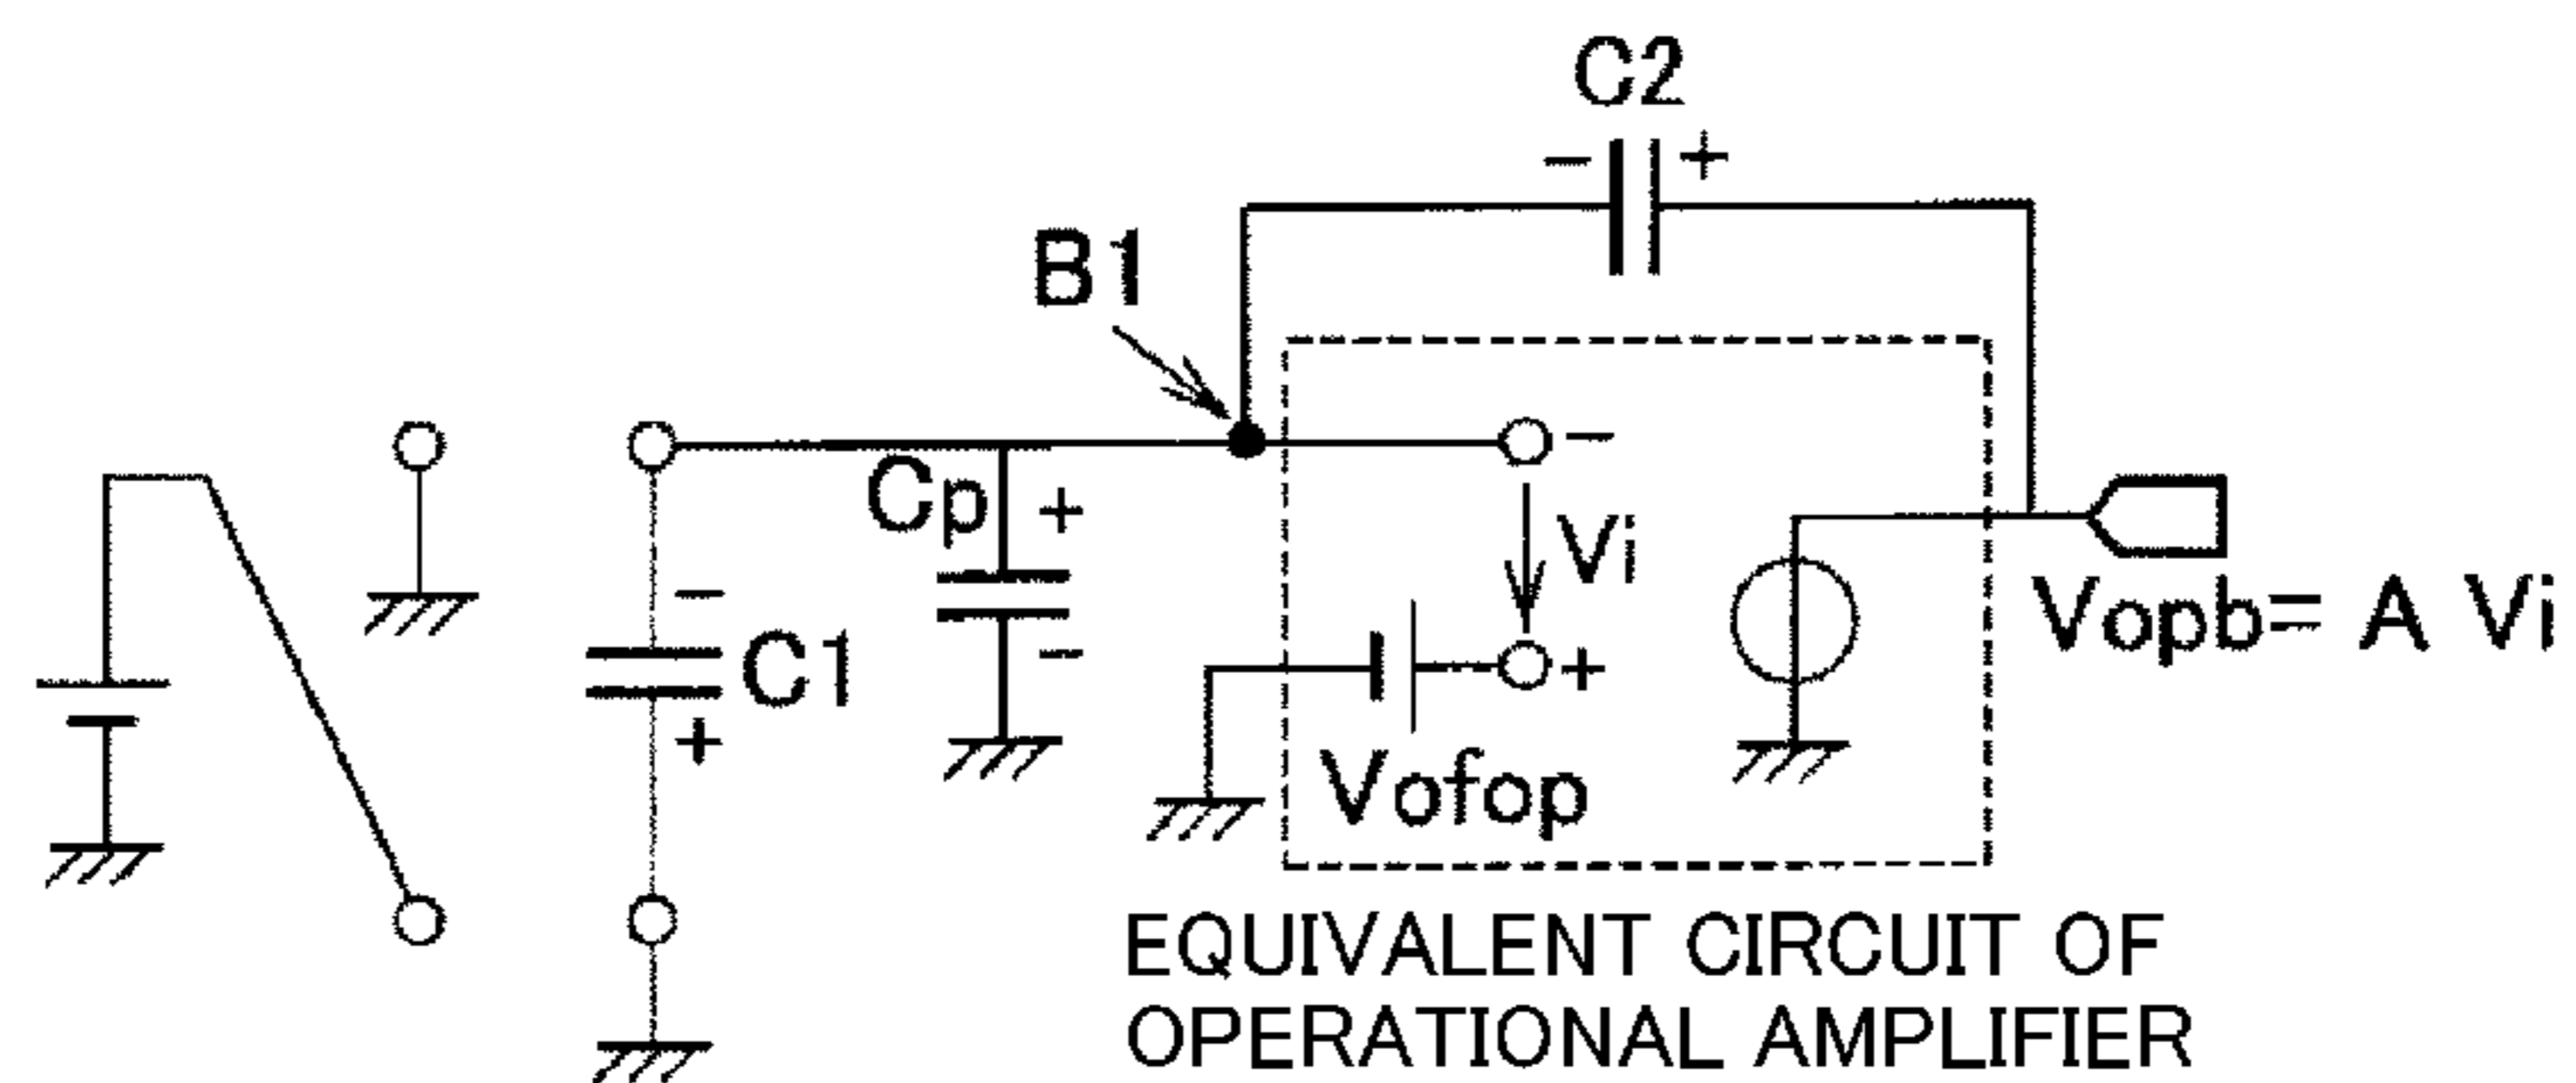 C2
- +
B1
Cp
+
-
-
C1
+
-
Vi
+
Vofop
Vopb= A Vi
EQUIVALENT CIRCUIT OF
OPERATIONAL AMPLIFIER